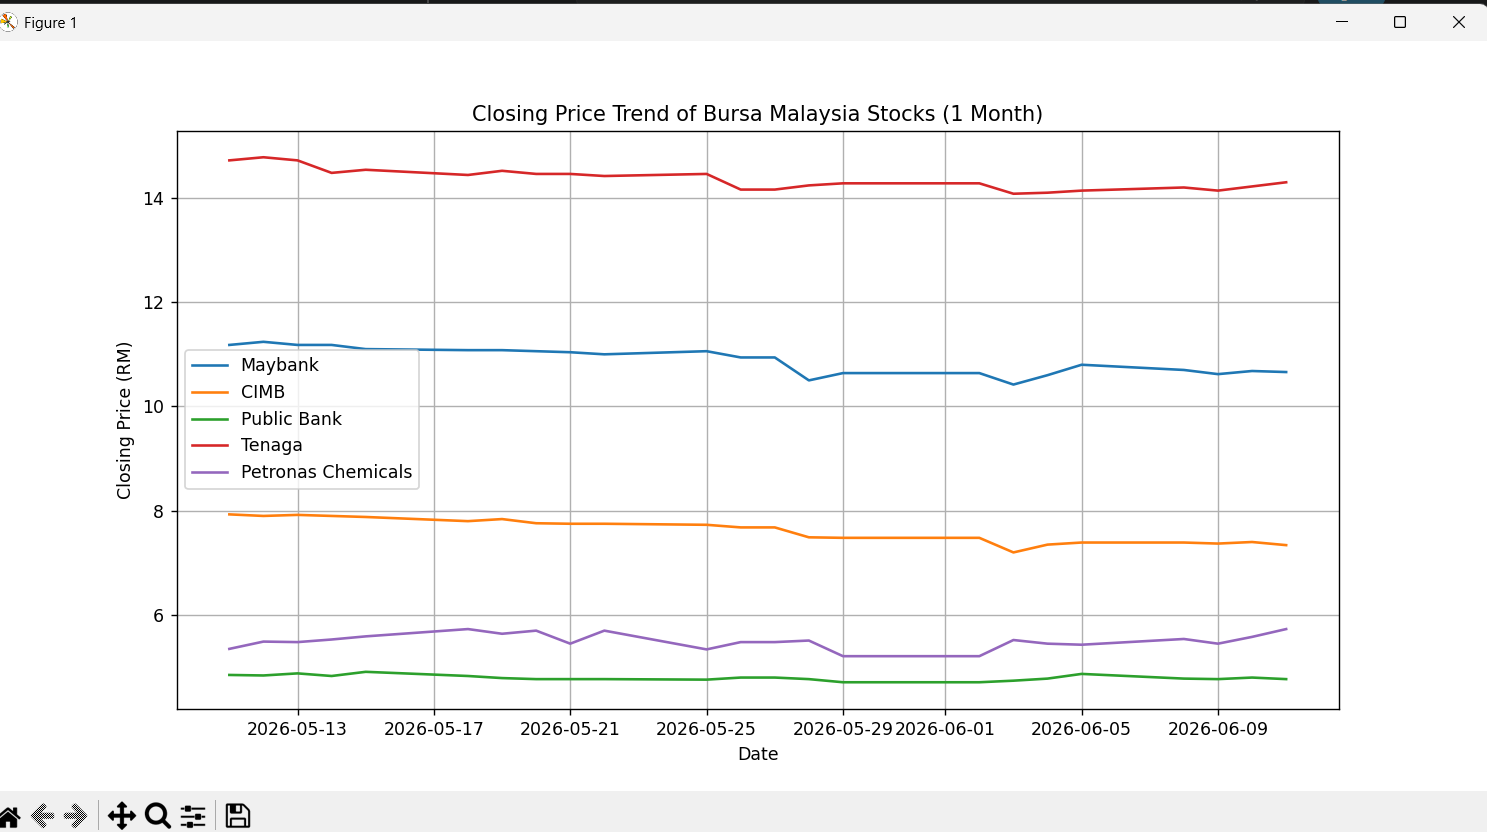 Figure 1
Closing Price Trend of Bursa Malaysia Stocks (1 Month)
Closing Price (RM)
14
12
10
8
6
Maybank
CIMB
Public Bank
Tenaga
Petronas Chemicals
2026-05-13 2026-05-17 2026-05-21 2026-05-25 2026-05-29 2026-06-01 2026-06-05 2026-06-09
Date